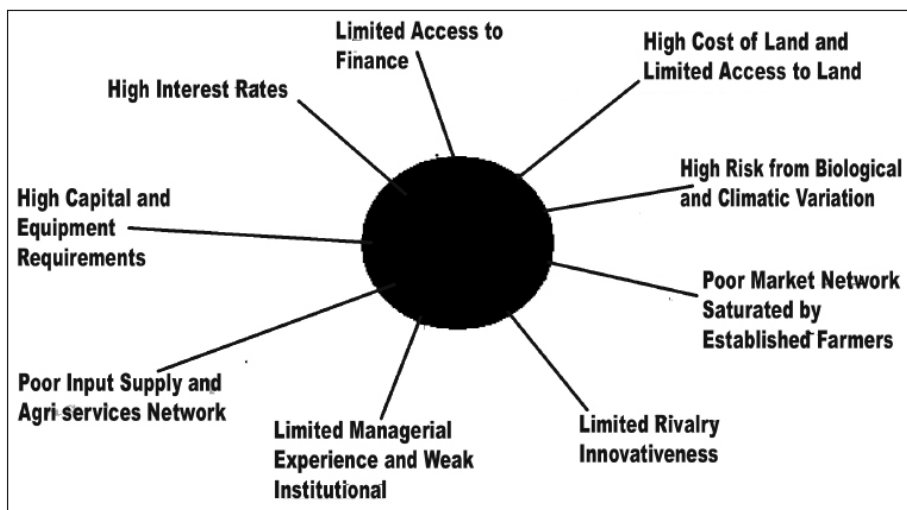 Limited Access to
Finance
High Cost of Land and
Limited Access to Land
High Interest Rates
High Risk from Biological
and Climatic Variation
High Capital and
Equipment
Requirements
Poor Market Network
Saturated by
Established Farmers
Poor Input Supply and
Agri services Network
Limited Managerial
Experience and Weak
Institutional
Limited Rivalry
Innovativeness